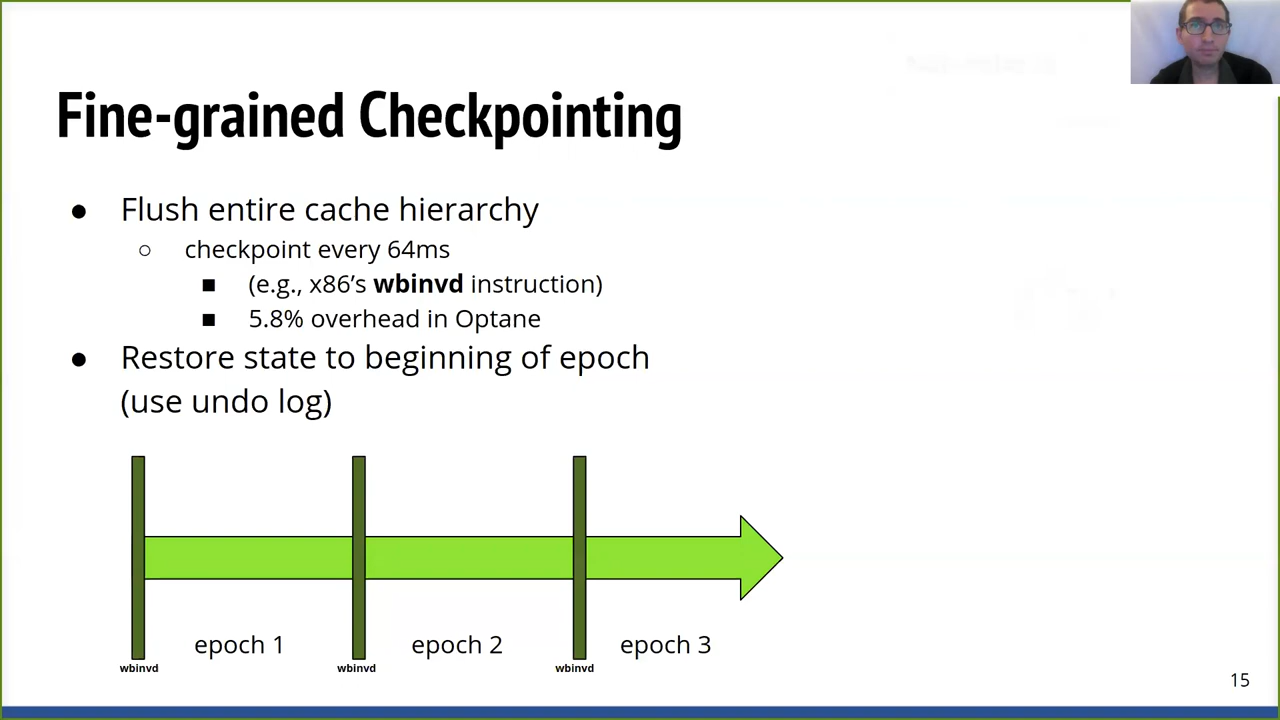 Fine-grained Checkpointing
● Flush entire cache hierarchy
○ checkpoint every 64ms
■ (e.g., x86’s wbinvd instruction)
■ 5.8% overhead in Optane
● Restore state to beginning of epoch
(use undo log)
epoch 1 epoch 2 epoch 3
wbinvd wbinvd wbinvd
15